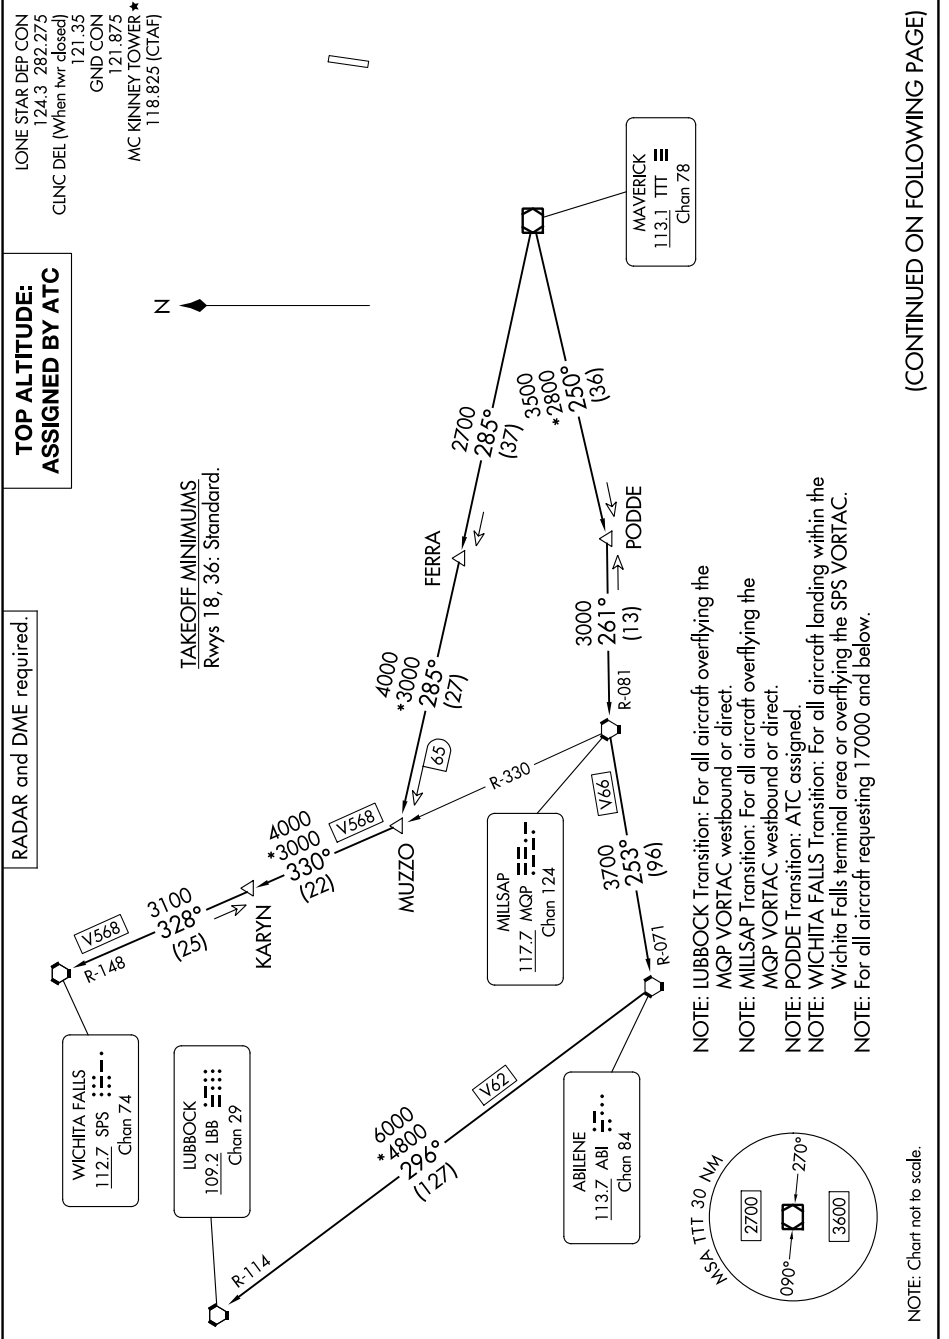 RADAR and DME required.
TOP ALTITUDE:
ASSIGNED BY ATC
LONE STAR DEP CON
124.3 282.275
CLNC DEL (When twr closed)
121.35
GND CON
121.875
MC KINNEY TOWER★
118.825 (CTAF)
N
TAKEOFF MINIMUMS
Rwys 18, 36: Standard.
WICHITA FALLS
112.7 SPS
Chan 74
R-148
V568
3100
328°
(25)
KARYN
4000
*3000
330°
(22)
V568
MUZZO
65
4000
*3000
285°
(27)
FERRA
2700
285°
(37)
LUBBOCK
109.2 LBB
Chan 29
R-114
6000
*4800
296°
(127)
V62
MILLSAP
117.7 MQP
Chan 124
R-330
R-081
3000
261°
(13)
PODDE
3500
*2800
250°
(36)
MAVERICK
113.1 TTT
Chan 78
V66
3700
253°
(96)
R-071
ABILENE
113.7 ABI
Chan 84
MSA TTT 30 NM
2700
090°
270°
3600
NOTE: LUBBOCK Transition: For all aircraft overflying the
MQP VORTAC westbound or direct.
NOTE: MILLSAP Transition: For all aircraft overflying the
MQP VORTAC westbound or direct.
NOTE: PODDE Transition: ATC assigned.
NOTE: WICHITA FALLS Transition: For all aircraft landing within the
Wichita Falls terminal area or overflying the SPS VORTAC.
NOTE: For all aircraft requesting 17000 and below.
NOTE: Chart not to scale.
(CONTINUED ON FOLLOWING PAGE)